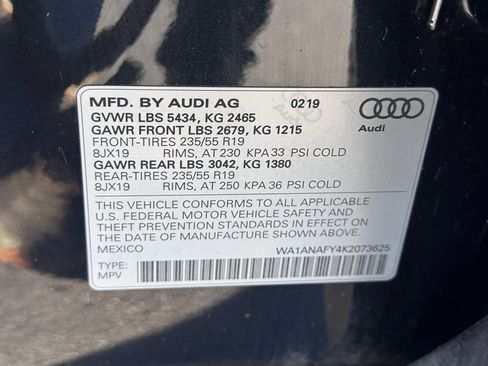 MFD. BY AUDI AG 02/19
GVWR LBS 5434, KG 2465
GAWR FRONT LBS 2679, KG 1215
FRONT-TIRES 235/55 R19
8JX19 RIMS, AT 230 KPA 33 PSI COLD
GAWR REAR LBS 3042, KG 1380
REAR-TIRES 235/55 R19
8JX19 RIMS, AT 250 KPA 36 PSI COLD
Audi
THIS VEHICLE CONFORMS TO ALL APPLICABLE
U.S. FEDERAL MOTOR VEHICLE SAFETY AND
THEFT PREVENTION STANDARDS IN EFFECT ON
THE DATE OF MANUFACTURE SHOWN ABOVE.
MEXICO WA1ANAFY4K2073625
TYPE:
MPV